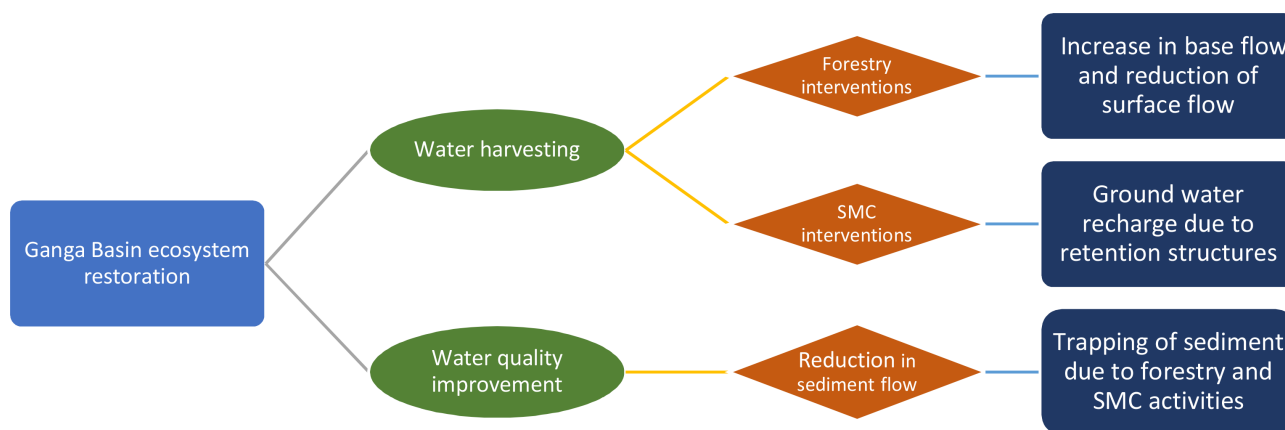 Ganga Basin ecosystem
restoration
Water harvesting
Water quality
improvement
Forestry
interventions
SMC
interventions
Reduction in
sediment flow
Increase in base flow
and reduction of
surface flow
Ground water
recharge due to
retention structures
Trapping of sediment
due to forestry and
SMC activities